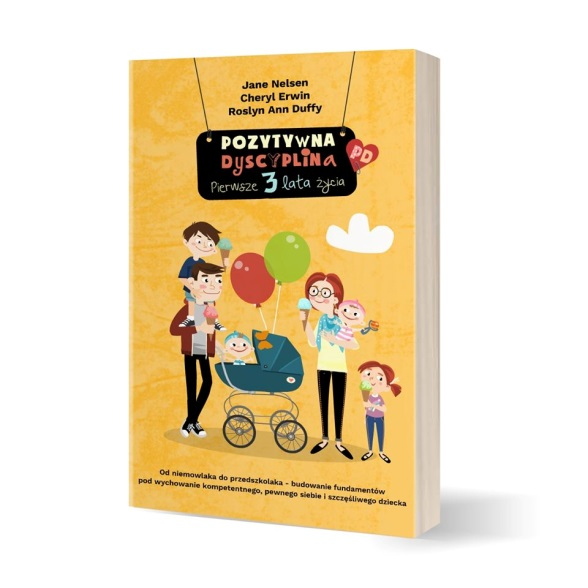 Jane Nelsen
Cheryl Erwin
Roslyn Ann Duffy
POZYTYWNA
DYSCYPLINA
PD
Pierwsze 3 lata życia
Od niemowlaka do przedszkolaka - budowanie fundamentów
pod wychowanie kompetentnego, pewnego siebie i szczęśliwego dziecka